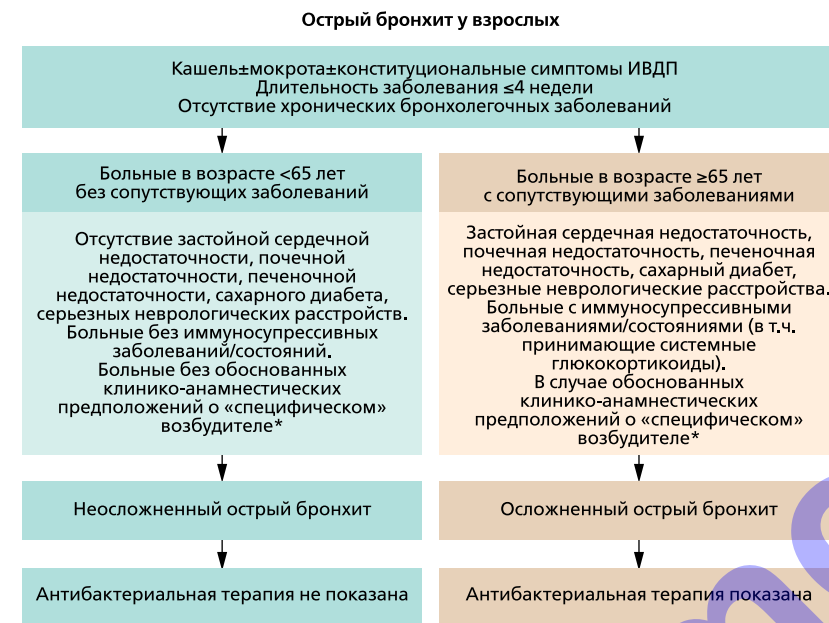 Острый бронхит у взрослых
Кашель±мокрота±конституциональные симптомы ИВДП
Длительность заболевания ≤4 недели
Отсутствие хронических бронхолегочных заболеваний
Больные в возрасте <65 лет
без сопутствующих заболеваний
Отсутствие застойной сердечной
недостаточности, почечной
недостаточности, печеночной
недостаточности, сахарного диабета,
серьезных неврологических расстройств.
Больные без иммуносупрессивных
заболеваний/состояний.
Больные без обоснованных
клинико-анамнестических
предположений о «специфическом»
возбудителе*
Неосложненный острый бронхит
Антибактериальная терапия не показана
Больные в возрасте ≥65 лет
с сопутствующими заболеваниями
Застойная сердечная недостаточность,
почечная недостаточность, печеночная
недостаточность, сахарный диабет,
серьезные неврологические расстройства.
Больные с иммуносупрессивными
заболеваниями/состояниями (в т.ч.
принимающие системные
глюкокортикоиды).
В случае обоснованных
клинико-анамнестических
предположений о «специфическом»
возбудителе*
Осложненный острый бронхит
Антибактериальная терапия показана